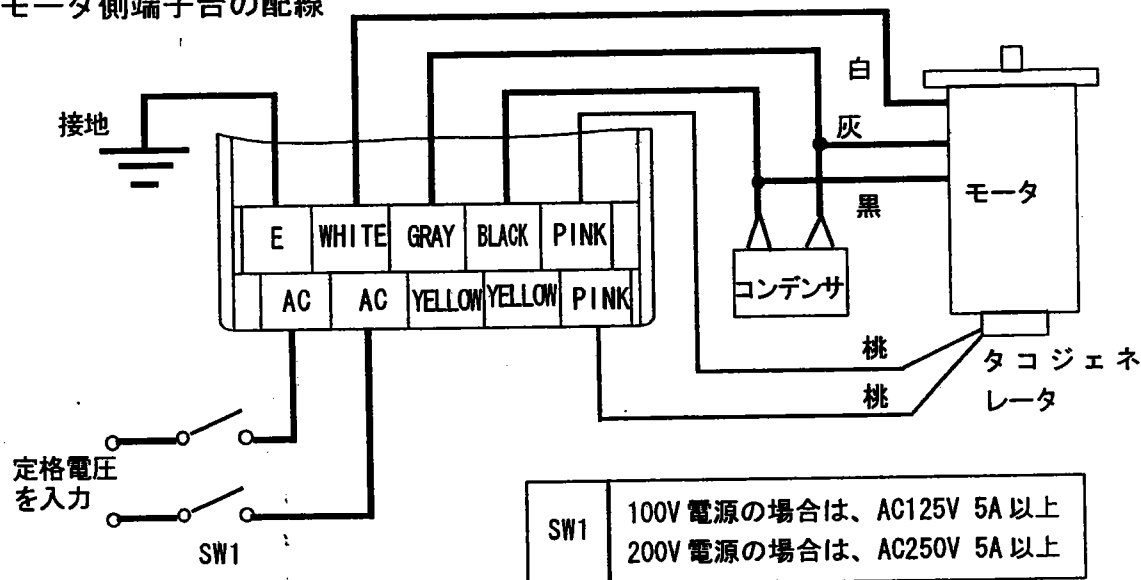 モータ側端子台の配線
白
接地
灰
モータ
黒
E WHITE GRAY BLACK PINK
AC AC YELLOW YELLOW PINK
コンデンサ
桃
タコジェネ
レータ
桃
定格電圧
を入力
SW1
SW1
100V 電源の場合は、AC125V 5A 以上
200V 電源の場合は、AC250V 5A 以上